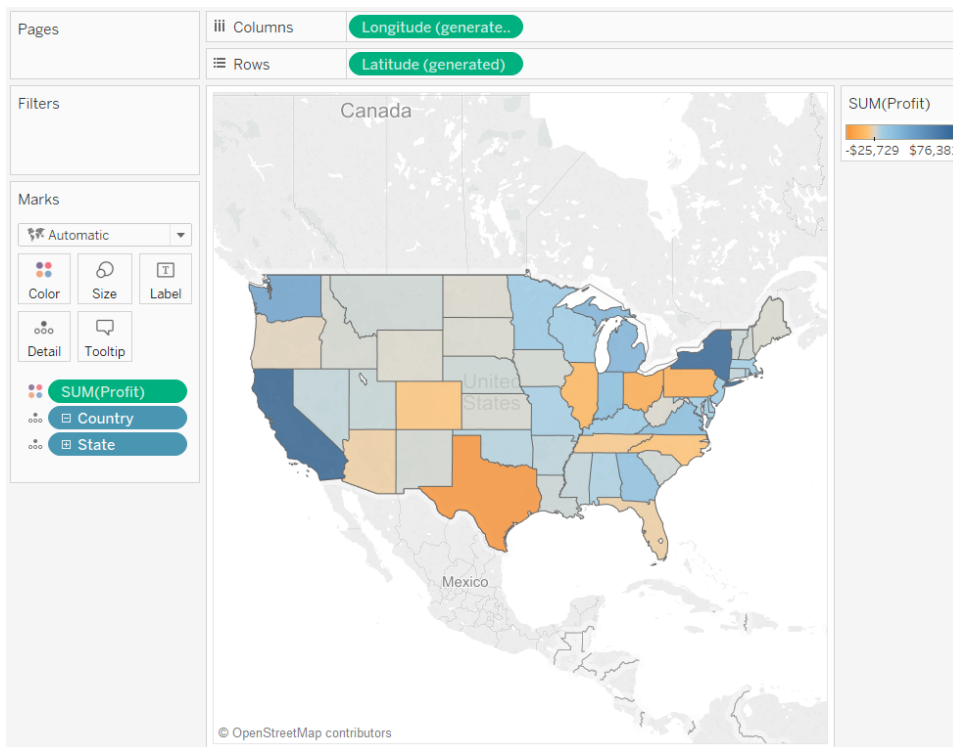 Pages
Columns
Longitude (generate..
Rows
Latitude (generated)
Filters
SUM(Profit)
-$25,729 $76,381
Canada
Marks
Automatic
Color
Size
T
Label
Detail
Tooltip
SUM(Profit)
Country
State
United
States
Mexico
© OpenStreetMap contributors